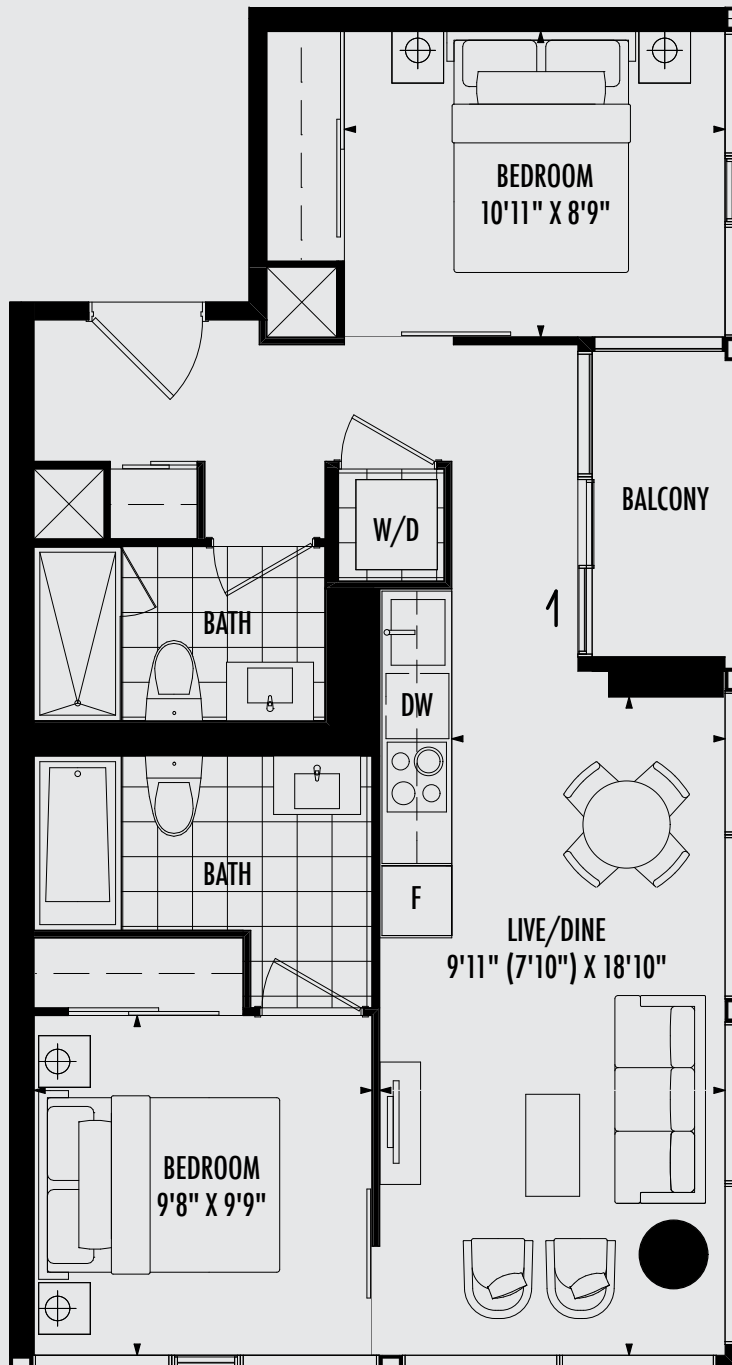 BEDROOM
10'11" X 8'9"
BALCONY
W/D
1
BATH
DW
BATH
F
LIVE/DINE
9'11" (7'10") X 18'10"
BEDROOM
9'8" X 9'9"